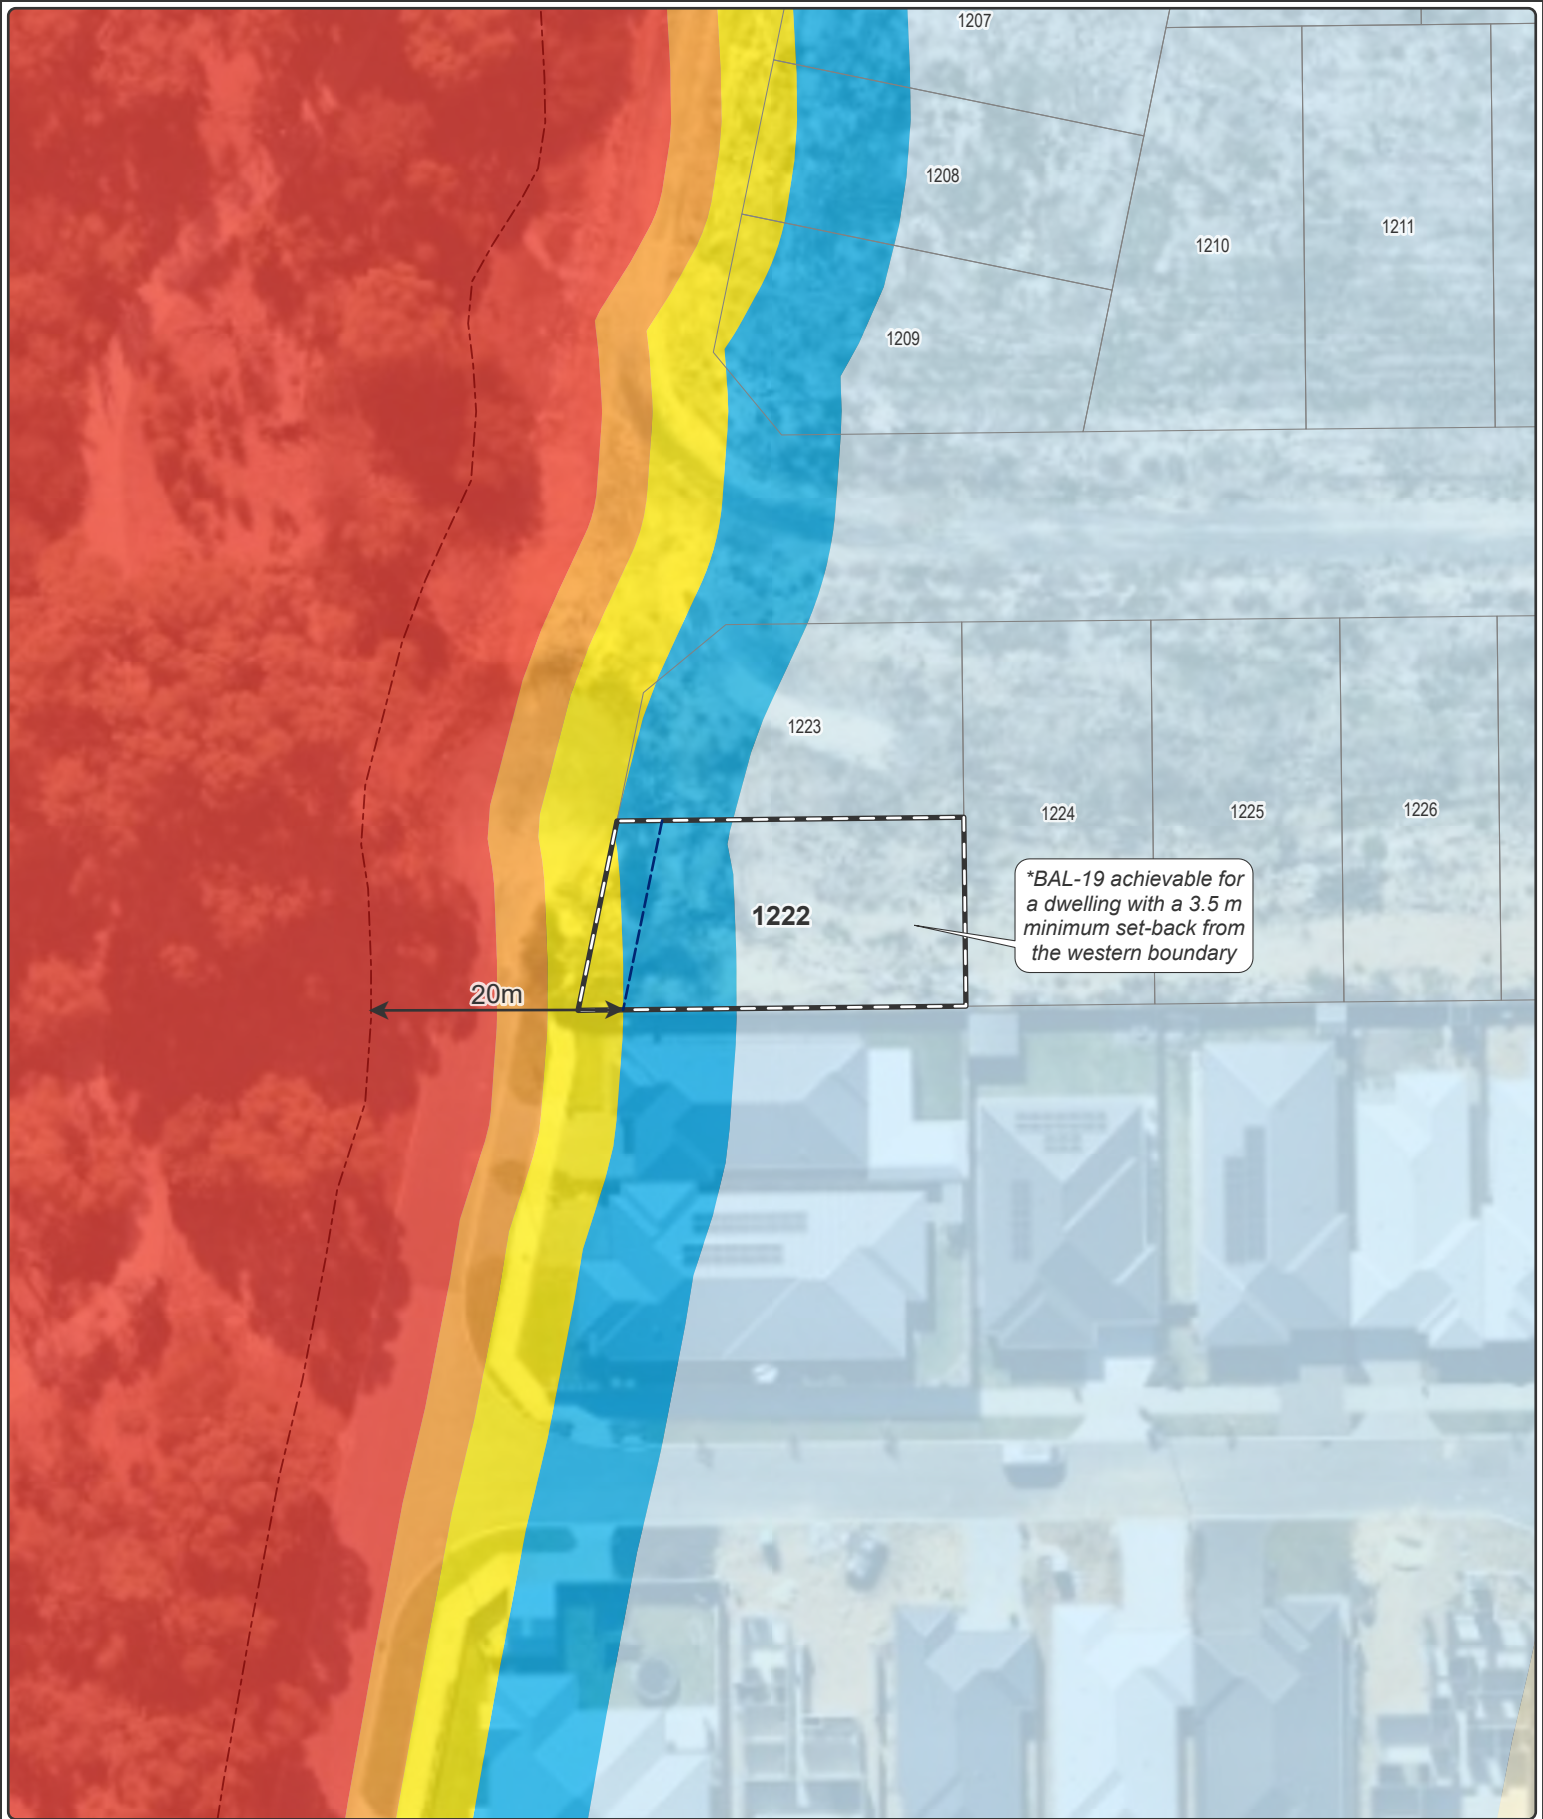 1207
1208
1211
1210
1209
1223
1224
1225
1226
*BAL-19 achievable for
a dwelling with a 3.5 m
minimum set-back from
the western boundary
1222
20m